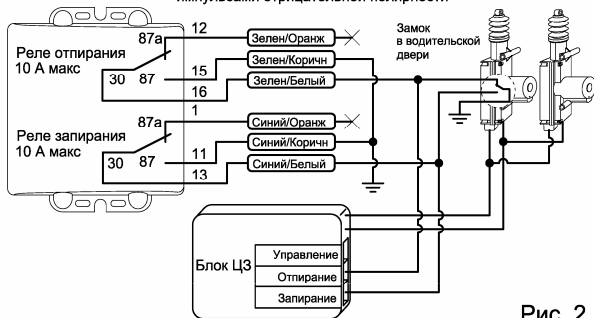 импульсами отрицательной полярности
Реле отпирания
10 А макс
87а
30
87
12
15
16
Зелен/Оранж
Зелен/Коричн
Зелен/Белый
Реле запирания
10 А макс
87а
30
87
1
11
13
Синий/Оранж
Синий/Коричн
Синий/Белый
Замок
в водительской
двери
Блок ЦЗ
Управление
Отпирание
Запирание
Рис. 2